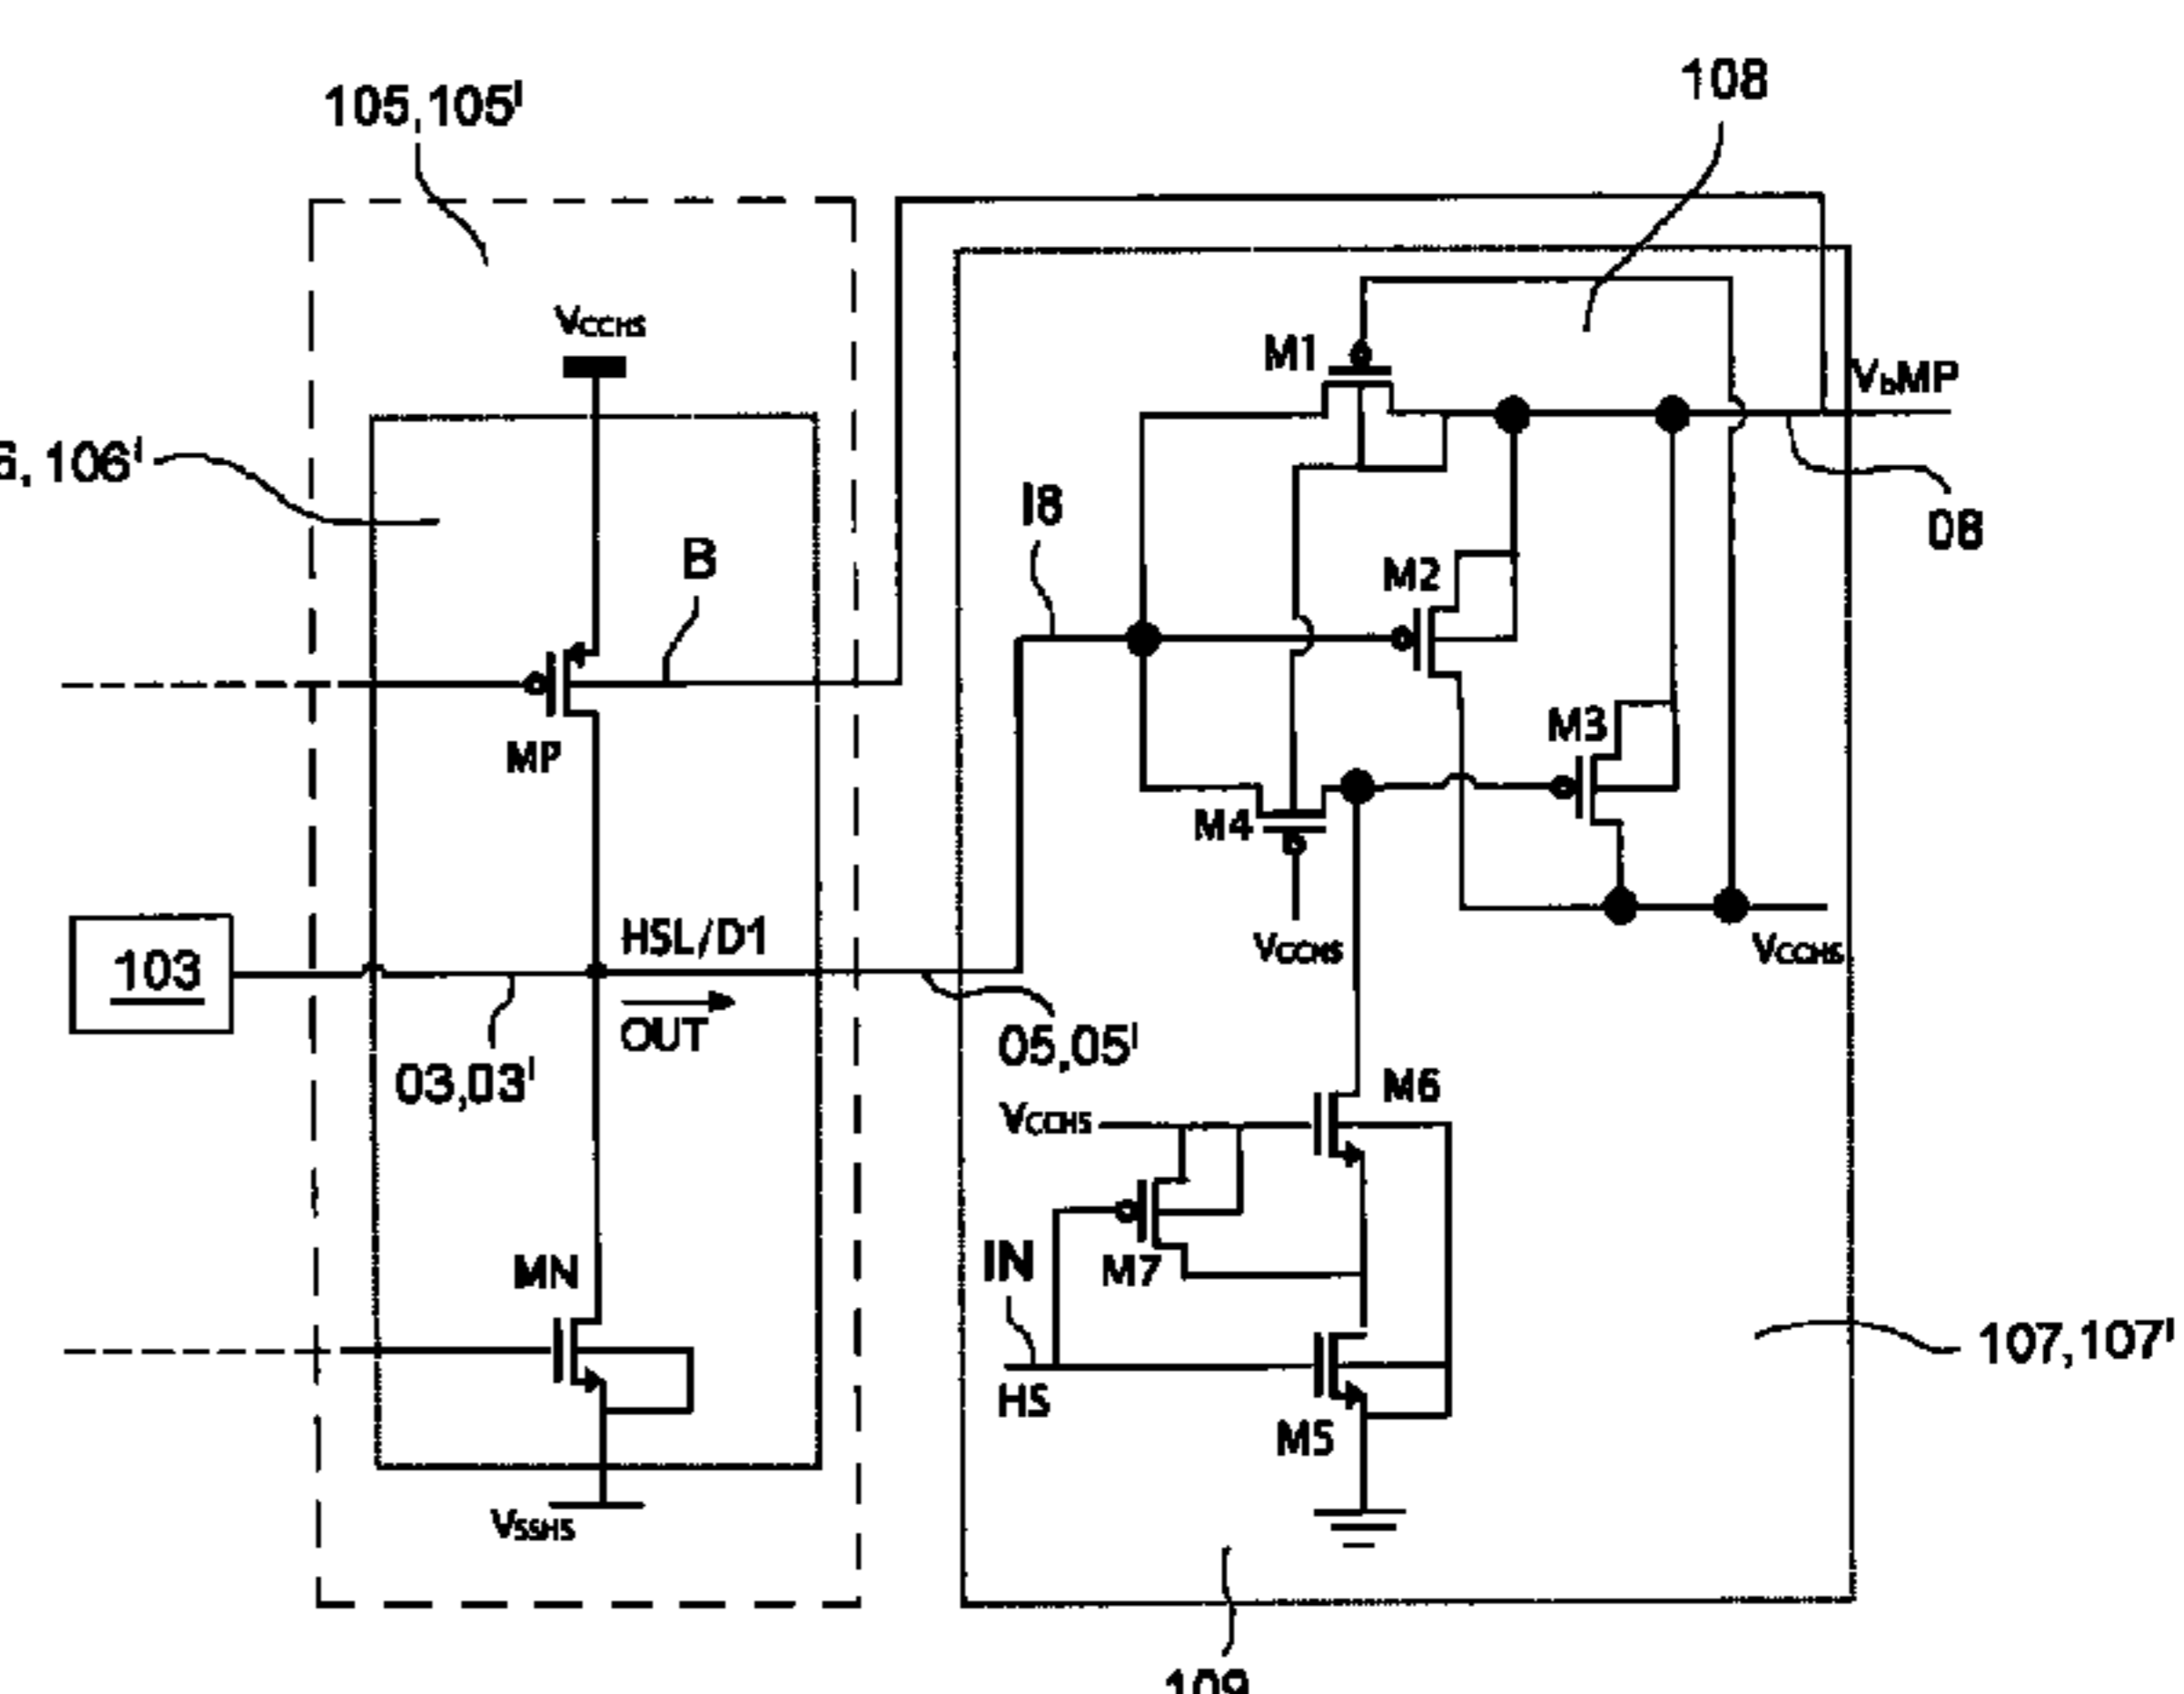 108
105,105'
VCCHS
M1
VbMP
6, 106'
I8
08
B
M2
M3
MP
M4
103
HSL/D1
VCCHS
VCCHS
OUT
05,05'
03,03'
M6
VCCHS
IN
M7
MN
107,107'
HS
M5
VSSHS
109